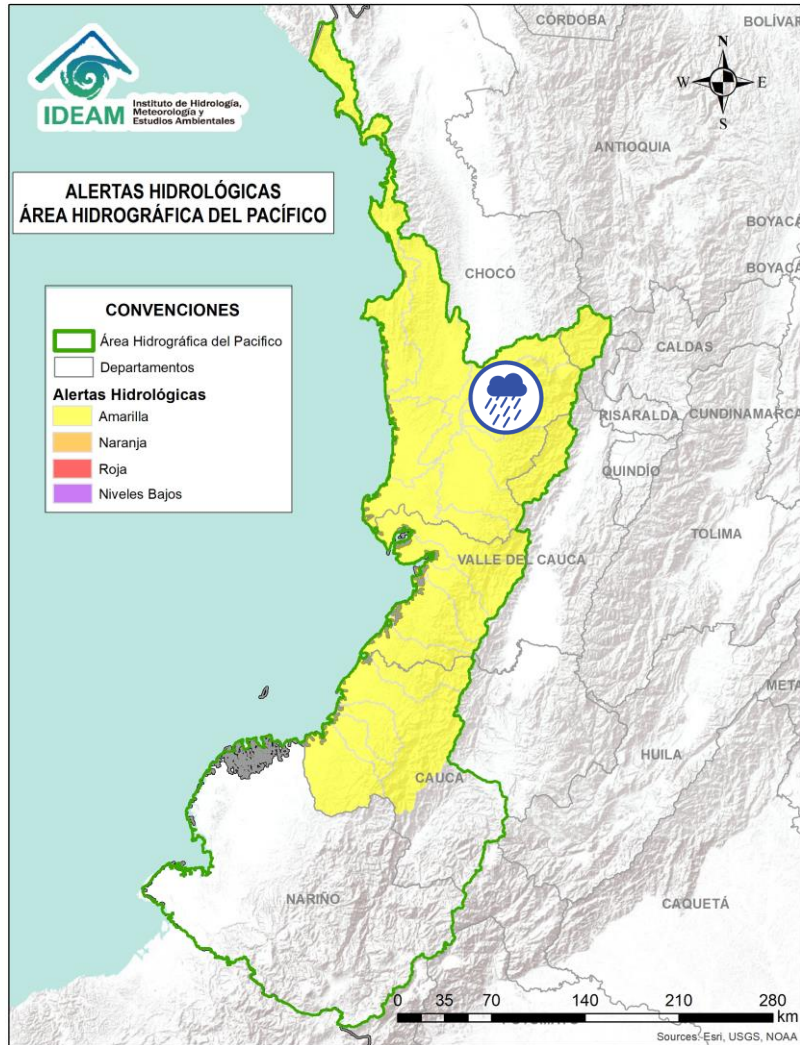 IDEAM
Instituto de Hidrología,
Meteorología y
Estudios Ambientales
ALERTAS HIDROLÓGICAS
ÁREA HIDROGRÁFICA DEL PACÍFICO
CONVENCIONES
Área Hidrográfica del Pacifico
Departamentos
Alertas Hidrológicas
Amarilla
Naranja
Roja
Niveles Bajos
CÓRDOBA
BOLÍVAR
N
W
E
S
ANTIOQUIA
BOYACÁ
CHOCÓ
BOYACÁ
CALDAS
RISARALDA
CUNDINAMARCA
QUINDÍO
TOLIMA
VALLE DEL CAUCA
META
HUILA
CAUCA
NARIÑO
CAQUETÁ
0 35 70 140 210 280
km
Sources: Esri, USGS, NOAA